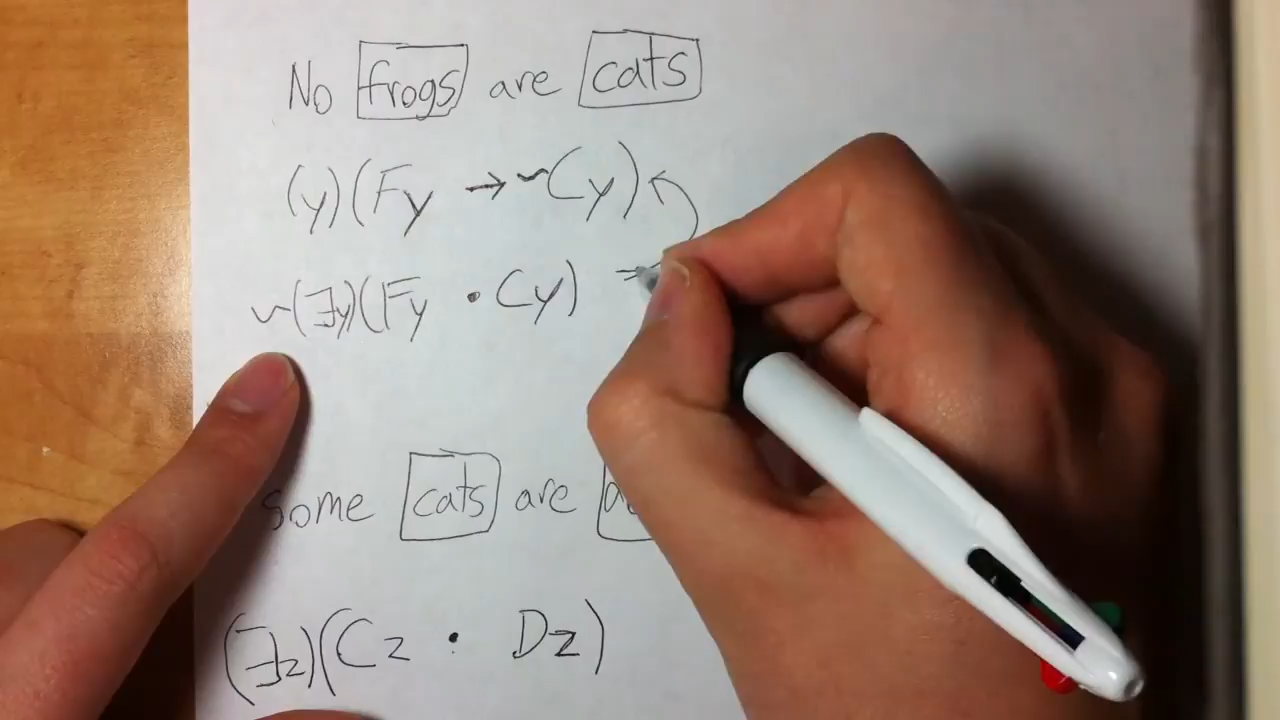 No frogs are cats
(y)(Fy → ~Cy)
~(∃y)(Fy • Cy)
some cats are
(∃z)(Cz • Dz)